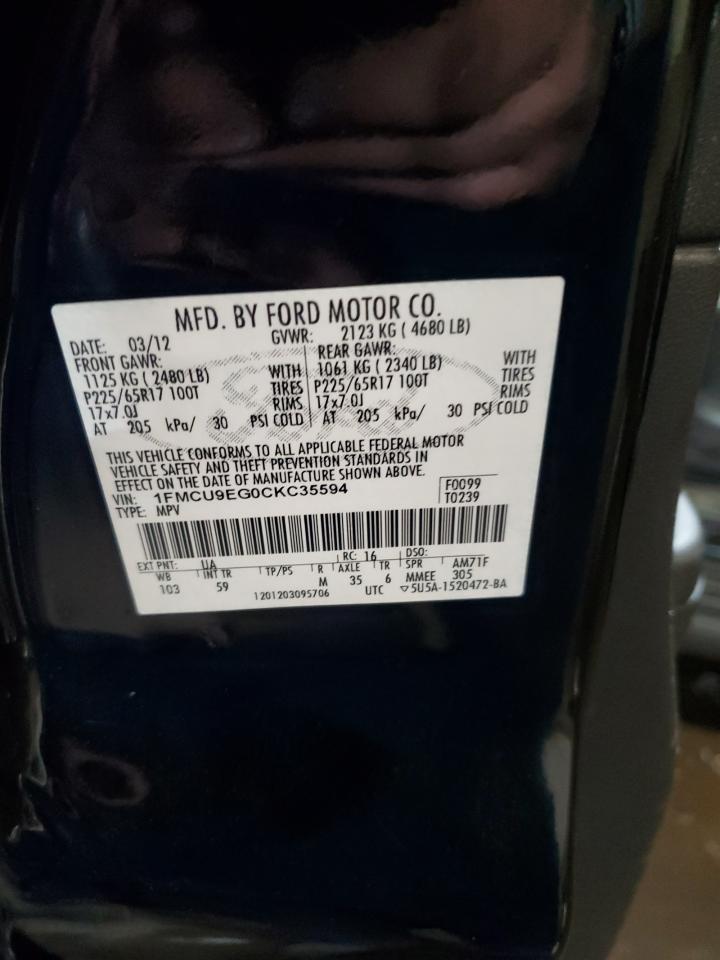 MFD. BY FORD MOTOR CO.
DATE: 03/12 GVWR: 2123 KG ( 4680 LB)
FRONT GAWR: REAR GAWR:
1125 KG ( 2480 LB) WITH 1061 KG ( 2340 LB) WITH
P225/65R17 100T TIRES P225/65R17 100T TIRES
17x7.0J RIMS 17x7.0J RIMS
AT 205 kPa/ 30 PSI COLD AT 205 kPa/ 30 PSI COLD
Ford
THIS VEHICLE CONFORMS TO ALL APPLICABLE FEDERAL MOTOR
VEHICLE SAFETY AND THEFT PREVENTION STANDARDS IN
EFFECT ON THE DATE OF MANUFACTURE SHOWN ABOVE.
VIN: 1FMCU9EG0CKC35594 F0099
TYPE: MPV T0239
EXT PNT: UA RC: 16 DSO:
WB INT TR TP/PS R AXLE TR SPR AM71F
103 59 M 35 6 MMEE 305
1201203095706 UTC ▽5U5A-1520472-BA